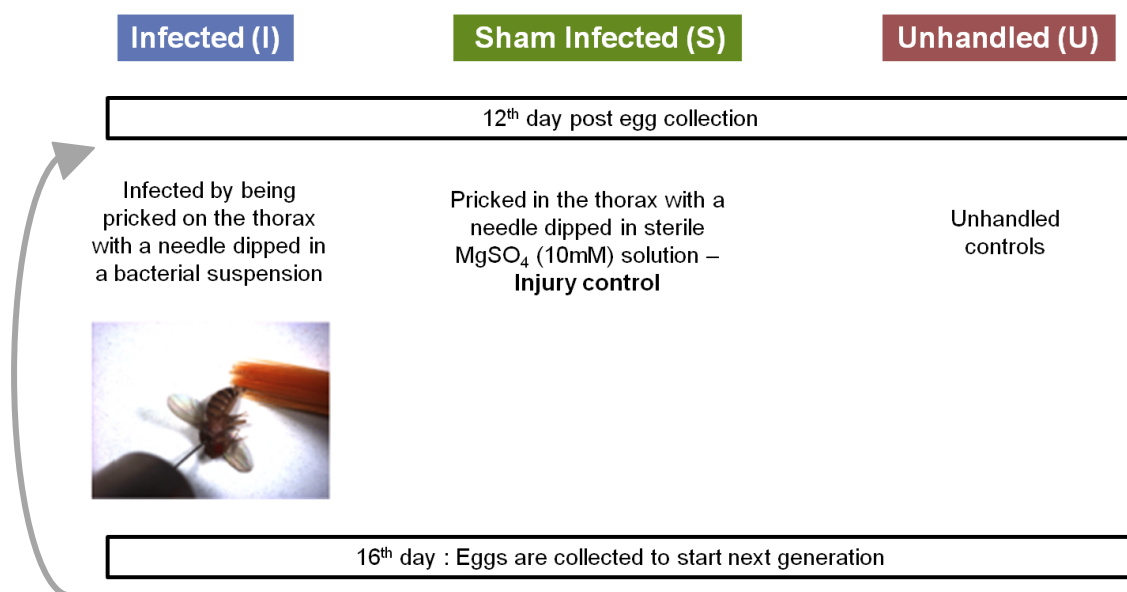 Infected (I)
Sham Infected (S)
Unhandled (U)
12th day post egg collection
Infected by being
pricked on the thorax
with a needle dipped in
a bacterial suspension
Pricked in the thorax with a
needle dipped in sterile
MgSO4 (10mM) solution –
Injury control
Unhandled
controls
16th day : Eggs are collected to start next generation